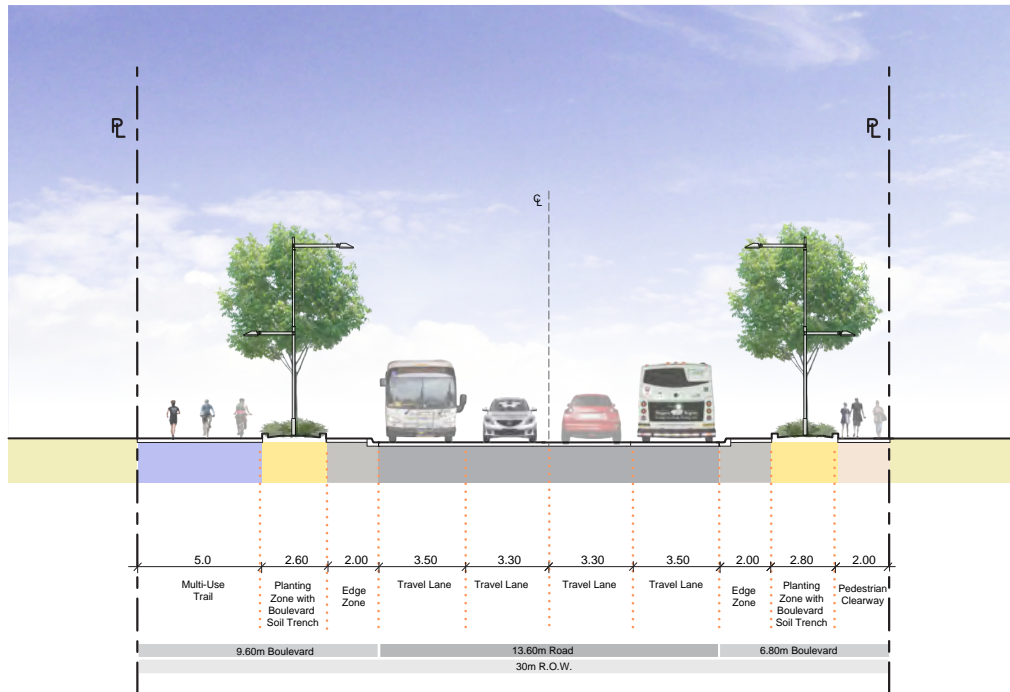 PL
PL
CL
5.0
2.60
2.00
3.50
3.30
3.30
3.50
2.00
2.80
2.00
Multi-Use
Trail
Planting
Zone with
Boulevard
Soil Trench
Edge
Zone
Travel Lane
Travel Lane
Travel Lane
Travel Lane
Edge
Zone
Planting
Zone with
Boulevard
Soil Trench
Pedestrian
Clearway
9.60m Boulevard
13.60m Road
6.80m Boulevard
30m R.O.W.